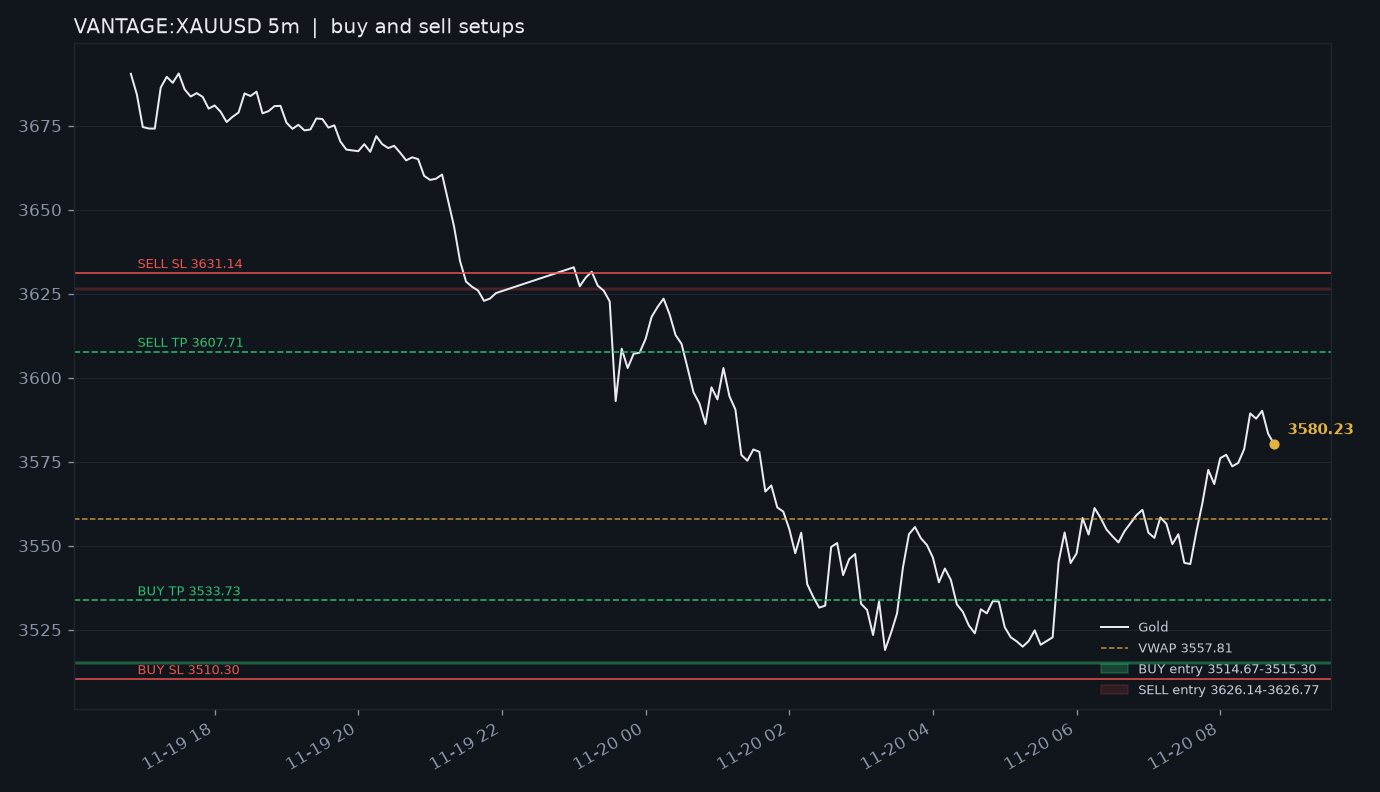 VANTAGE:XAUUSD 5m | buy and sell setups
3675
3650
SELL SL 3631.14
3625
SELL TP 3607.71
3600
3580.23
3575
3550
BUY TP 3533.73
3525
Gold
VWAP 3557.81
BUY entry 3514.67-3515.30
BUY SL 3510.30
SELL entry 3626.14-3626.77
11-19 18
11-19 20
11-19 22
11-20 00
11-20 02
11-20 04
11-20 06
11-20 08